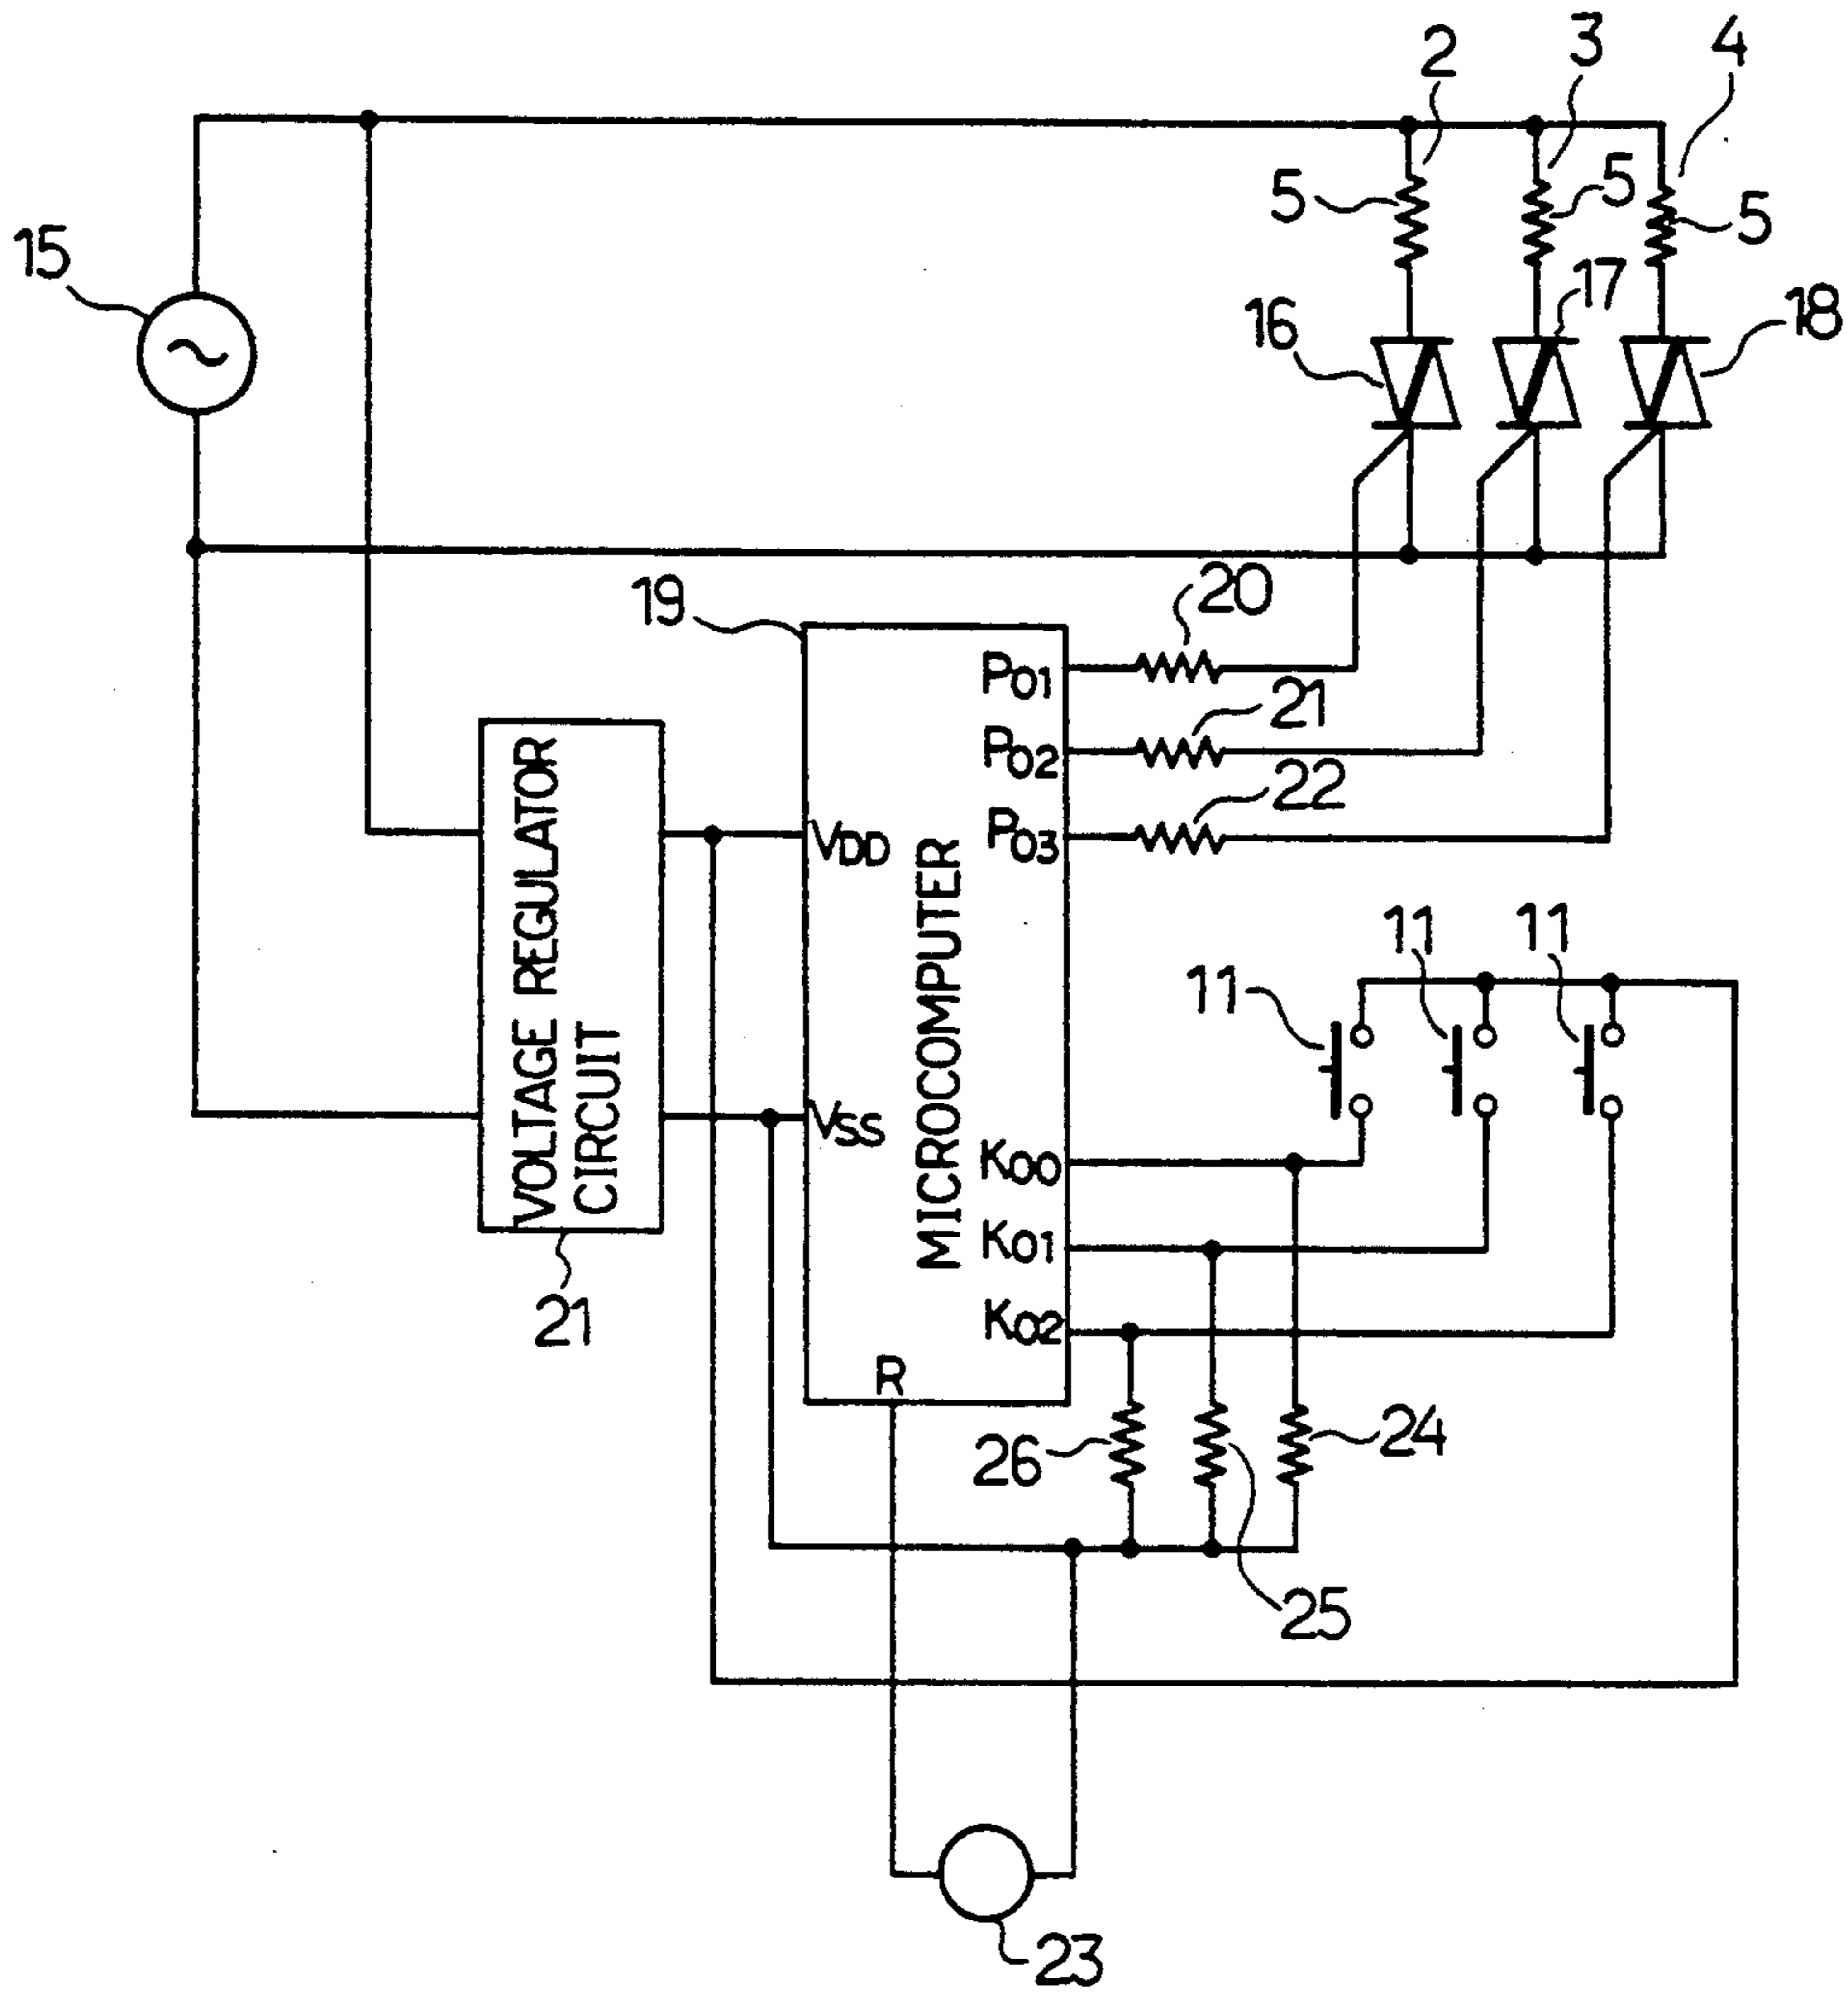 2
3
4
5
5
5
15
16
17
18
19
20
P01
21
P02
22
P03
VDD
VOLTAGE REGULATOR
CIRCUIT
MICROCOMPUTER
11
11
11
VSS
K00
K01
K02
21
R
26
24
25
23